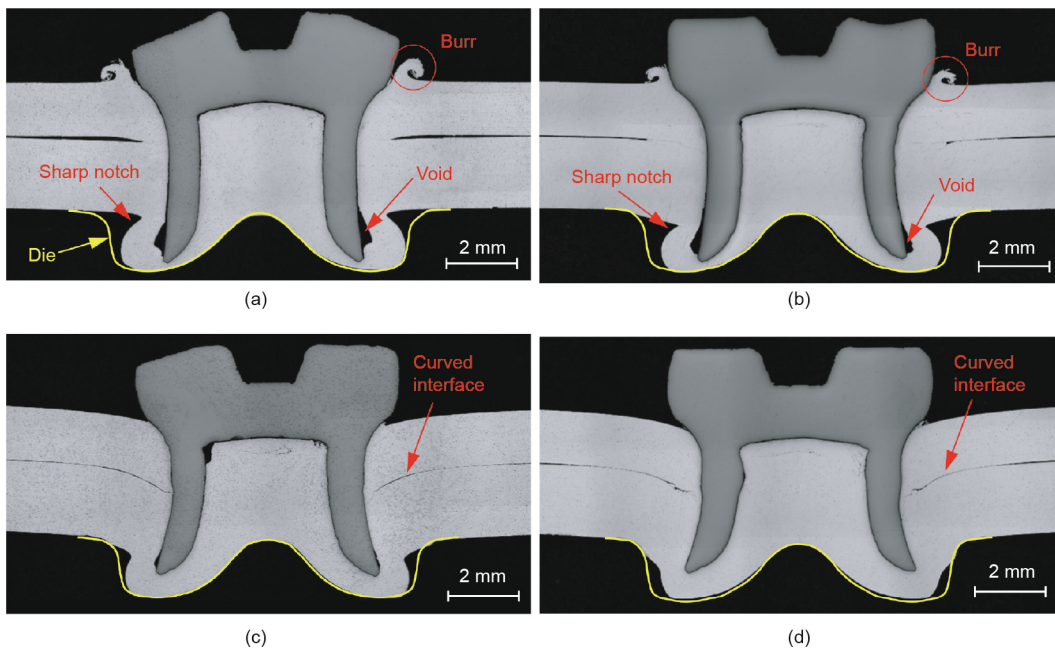 Burr
Sharp notch
Void
Die
2 mm
(a)
Burr
Sharp notch
Void
2 mm
(b)
Curved
interface
2 mm
(c)
Curved
interface
2 mm
(d)